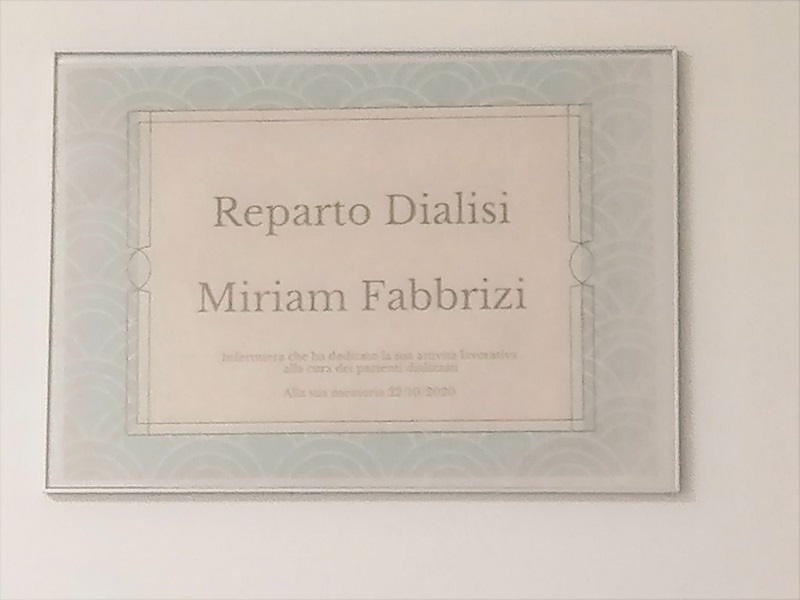 Reparto Dialisi
Miriam Fabbrizi
Infermiera che ha dedicato la sua attività lavorativa
alla cura dei pazienti dializzati
Alla sua memoria 22/10/2020